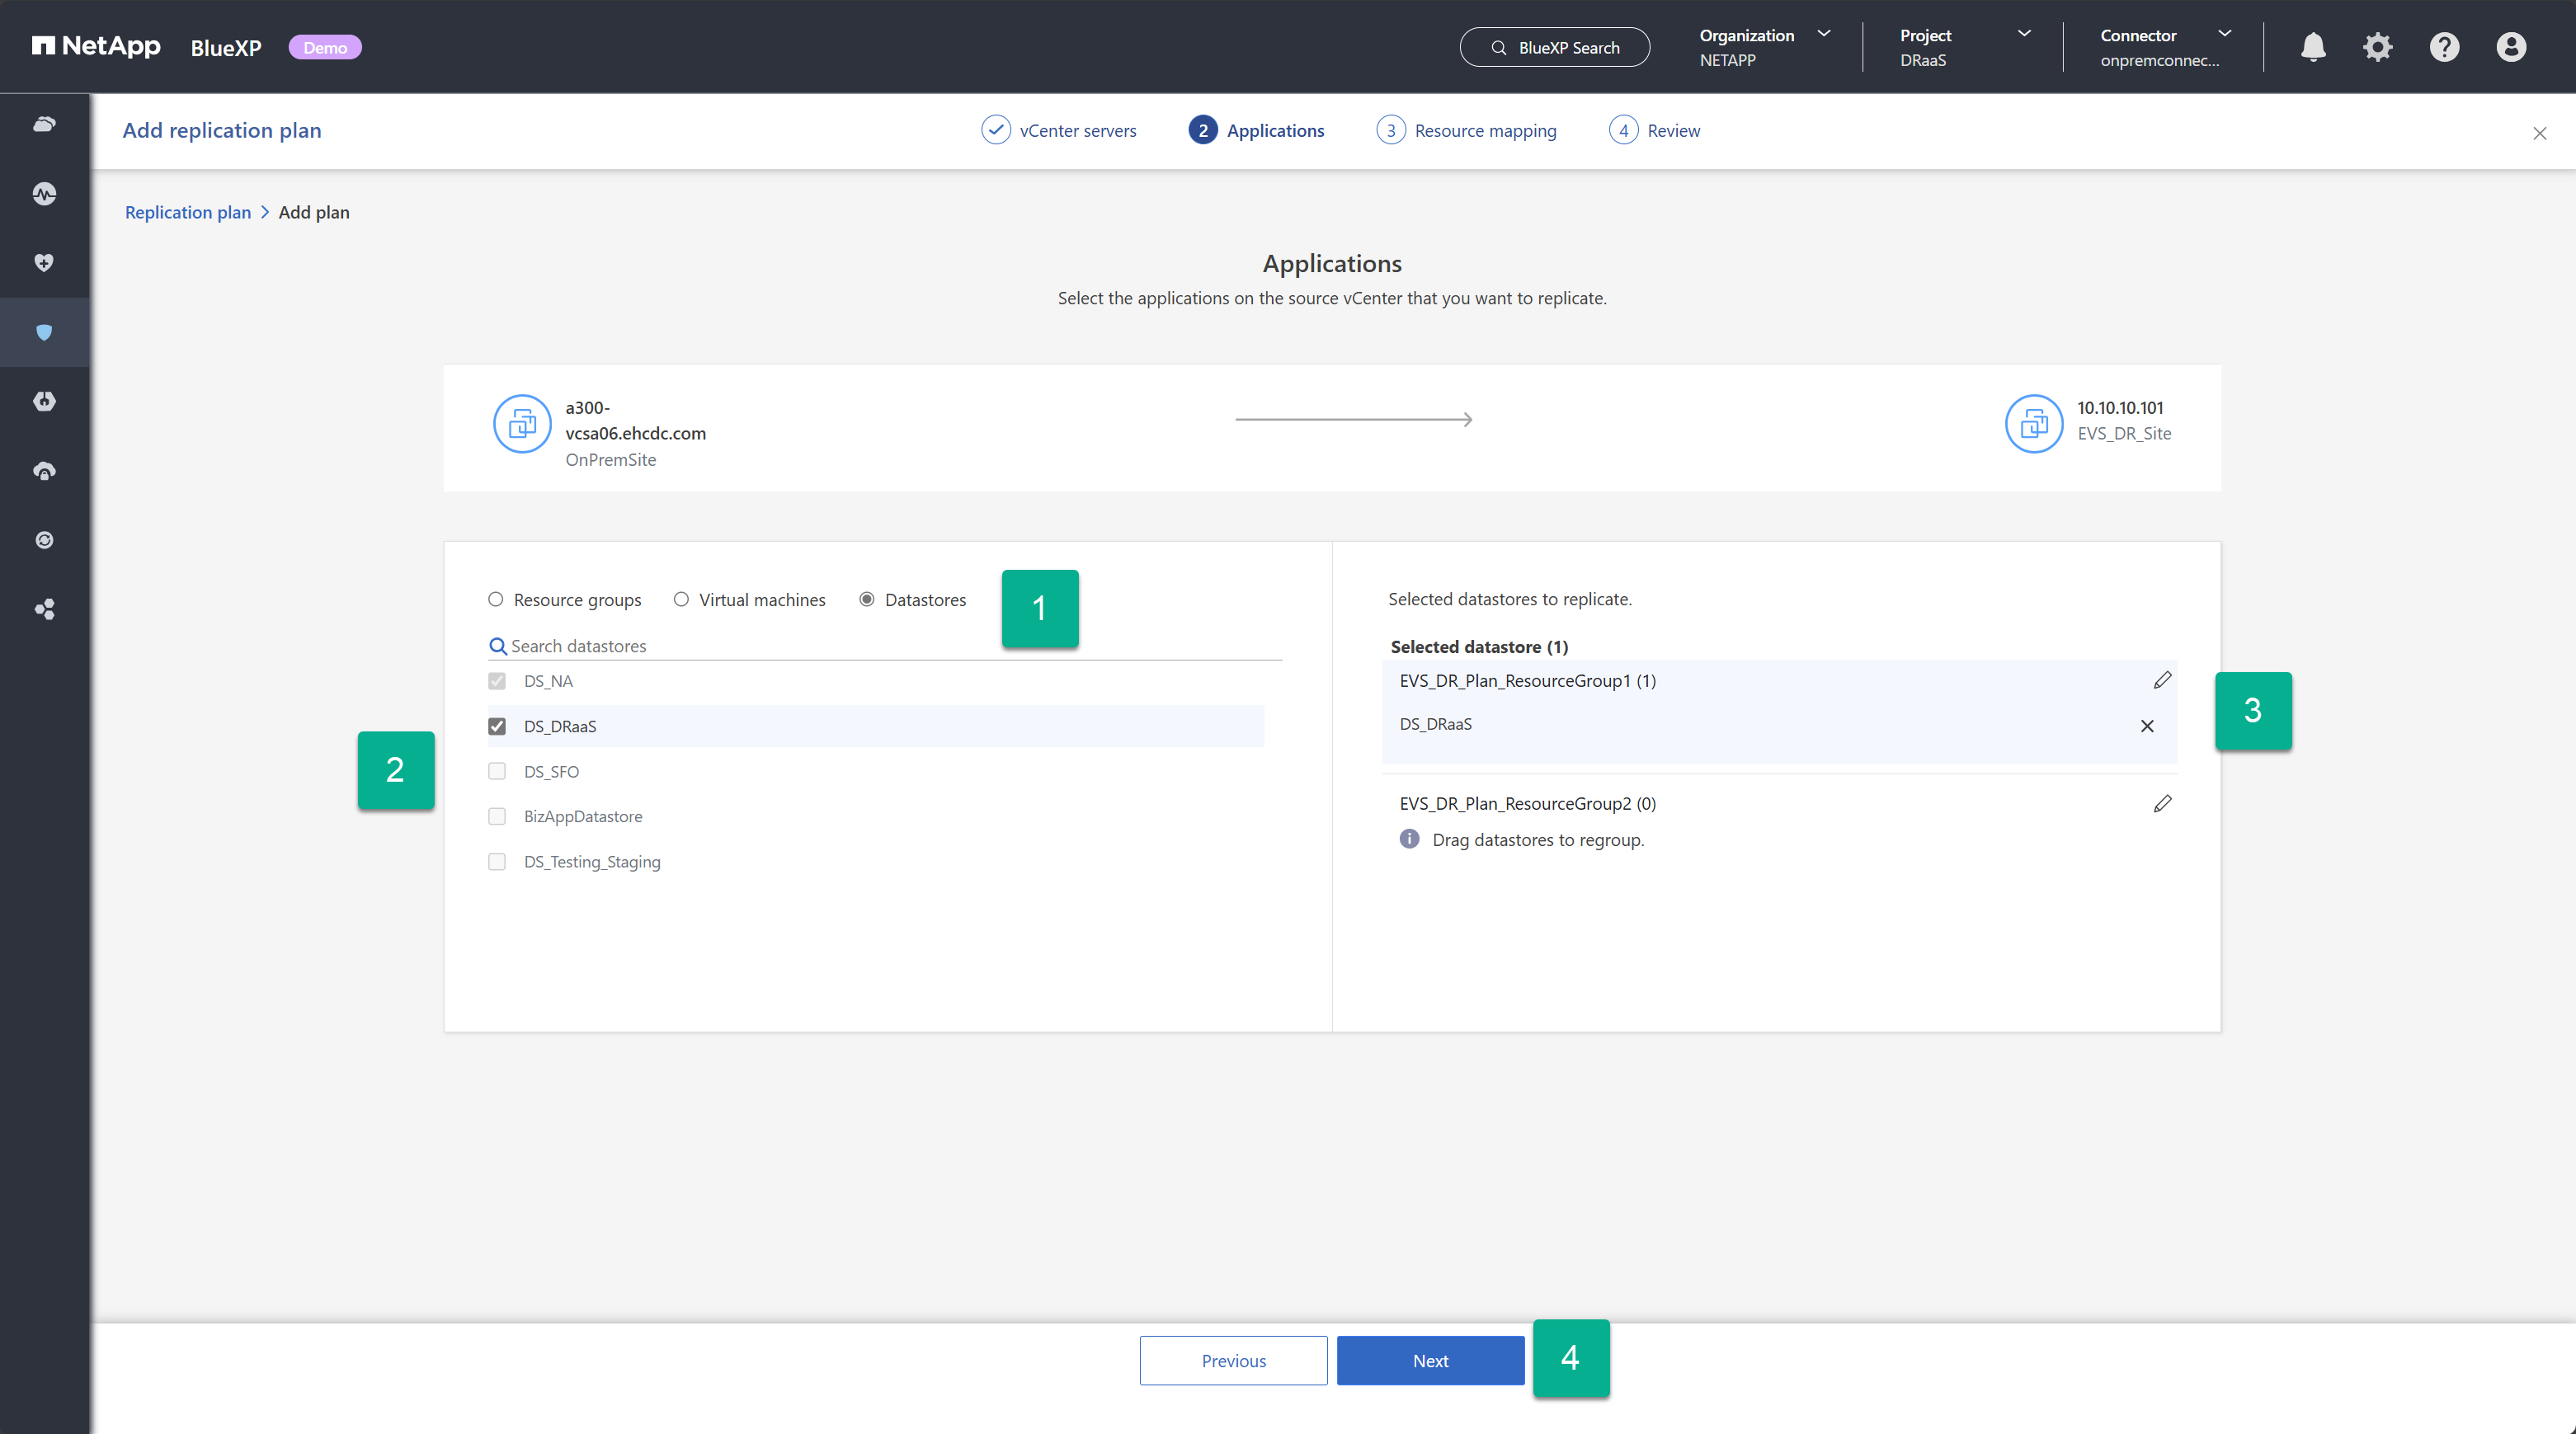 NetApp BlueXP Demo
BlueXP Search
Organization
NETAPP
Project
DRaaS
Connector
onpremconnec...
Add replication plan
vCenter servers
2 Applications
3 Resource mapping
4 Review
Replication plan > Add plan
Applications
Select the applications on the source vCenter that you want to replicate.
a300-
vcsa06.ehcdc.com
OnPremSite
10.10.10.101
EVS_DR_Site
Resource groups
Virtual machines
Datastores
1
Search datastores
DS_NA
DS_DRaaS
2
DS_SFO
BizAppDatastore
DS_Testing_Staging
Selected datastores to replicate.
Selected datastore (1)
EVS_DR_Plan_ResourceGroup1 (1)
DS_DRaaS
3
EVS_DR_Plan_ResourceGroup2 (0)
Drag datastores to regroup.
Previous
Next
4